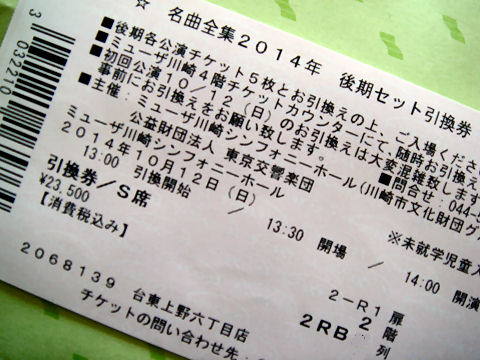 ☆ 名曲全集2014年 後期セット引換券
■後期各公演チケット5枚とお引換えの上、ご入場くださ
■ミューザ川崎4階チケットカウンターにて、随時お引換え
初回公演10/12(日)のお引換えは大変混雑致します
事前にお引換えをお願い致します。
■問合せ:044-5
■主催:ミューザ川崎シンフォニーホール(川崎市文化財団グル
公益財団法人 東京交響楽団
ミューザ川崎シンフォニーホール
2014年10月12日(日)
13:00 引換開始 / 13:30 開場 / 14:00 開演
引換券/S席
¥23,500
【消費税込み】
※未就学児童入
2-R1 扉
2階
2RB 列
2068139 台東上野六丁目店
チケットの問い合わせ先
3 032210